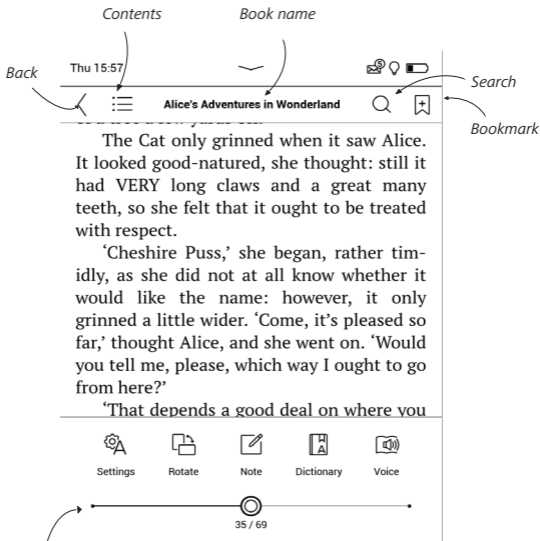 Contents
Book name
Back
Thu 15:57
5
Search
Alice's Adventures in Wonderland
Bookmark
The Cat only grinned when it saw Alice.
It looked good-natured, she thought: still it
had VERY long claws and a great many
teeth, so she felt that it ought to be treated
with respect.
‘Cheshire Puss,’ she began, rather tim-
idly, as she did not at all know whether it
would like the name: however, it only
grinned a little wider. ‘Come, it’s pleased so
far,’ thought Alice, and she went on. ‘Would
you tell me, please, which way I ought to go
from here?’
‘That depends a good deal on where you
A
A
Settings
Rotate
Note
Dictionary
Voice
35 / 69